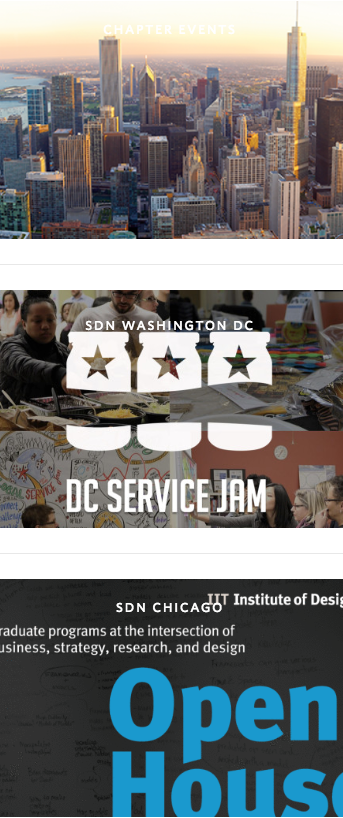 CHAPTER EVENTS
SDN WASHINGTON DC
DC SERVICE JAM
SDN CHICAGO
IIT Institute of Desig
raduate programs at the intersection of
usiness, strategy, research, and design
Open
House